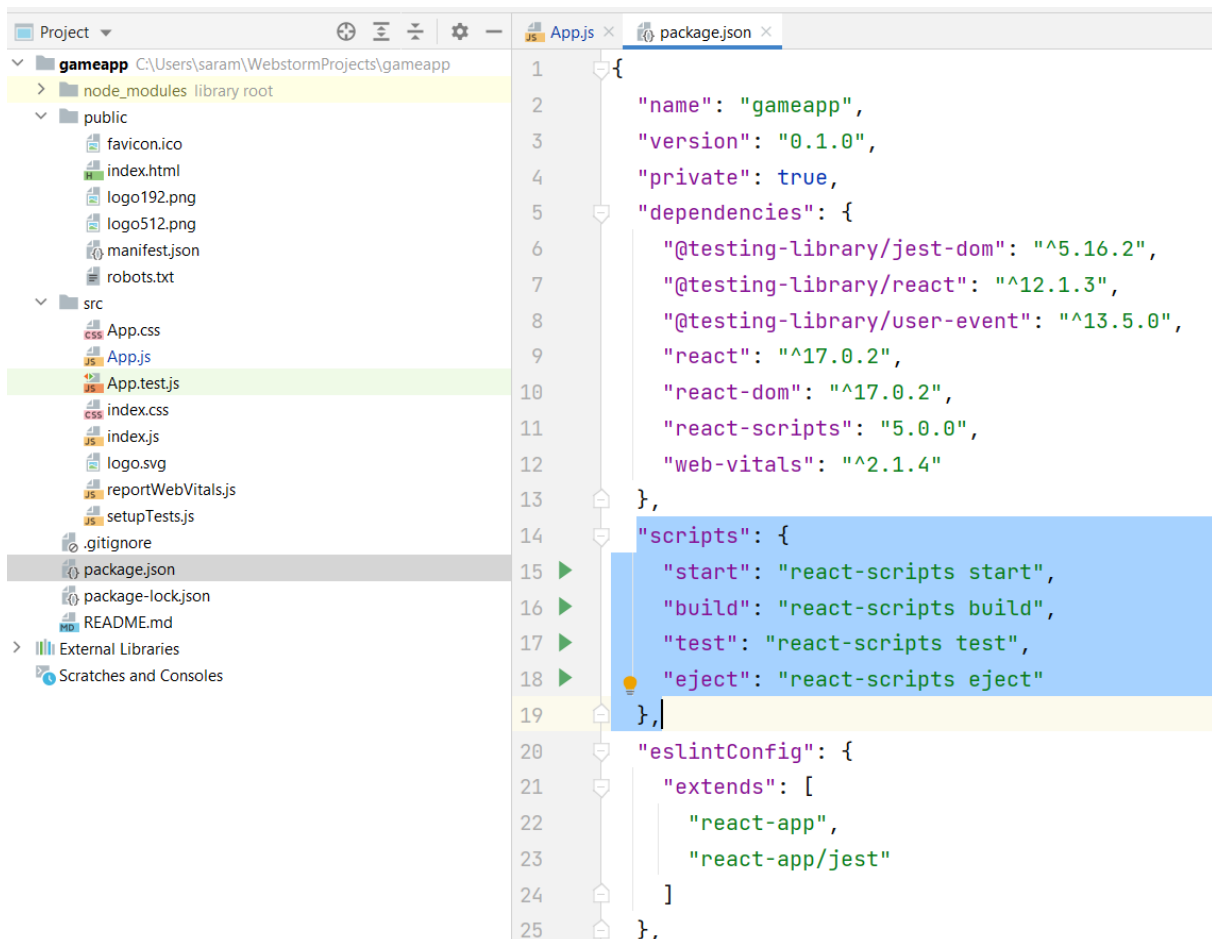 Project
gameapp C:\Users\saram\WebstormProjects\gameapp
node_modules library root
public
favicon.ico
index.html
logo192.png
logo512.png
manifest.json
robots.txt
src
App.css
App.js
App.test.js
index.css
index.js
logo.svg
reportWebVitals.js
setupTests.js
.gitignore
package.json
package-lock.json
README.md
External Libraries
Scratches and Consoles
App.js package.json
1 {
2 "name": "gameapp",
3 "version": "0.1.0",
4 "private": true,
5 "dependencies": {
6 "@testing-library/jest-dom": "^5.16.2",
7 "@testing-library/react": "^12.1.3",
8 "@testing-library/user-event": "^13.5.0",
9 "react": "^17.0.2",
10 "react-dom": "^17.0.2",
11 "react-scripts": "5.0.0",
12 "web-vitals": "^2.1.4"
13 },
14 "scripts": {
15 "start": "react-scripts start",
16 "build": "react-scripts build",
17 "test": "react-scripts test",
18 "eject": "react-scripts eject"
19 },
20 "eslintConfig": {
21 "extends": [
22 "react-app",
23 "react-app/jest"
24 ]
25 },